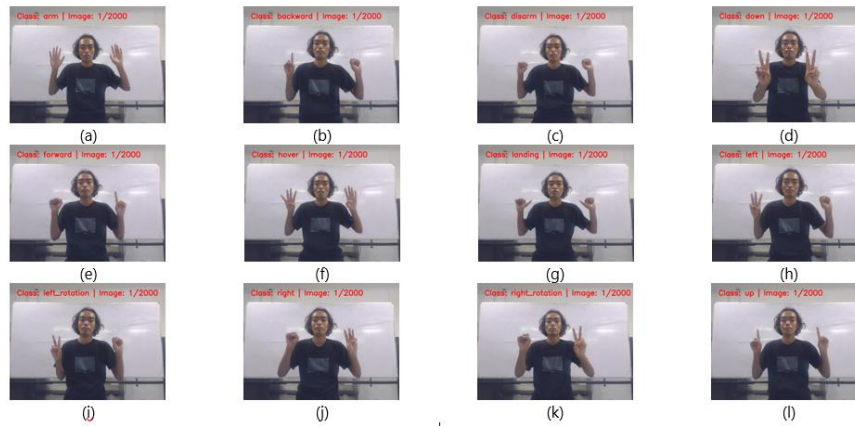 Class: arm | Image: 1/2000
Class: backward | Image: 1/2000
Class: disarm | Image: 1/2000
Class: down | Image: 1/2000
(a)
(b)
(c)
(d)
Class: forward | Image: 1/2000
Class: hover | Image: 1/2000
Class: landing | Image: 1/2000
Class: left | Image: 1/2000
(e)
(f)
(g)
(h)
Class: left_rotation | Image: 1/2000
Class: right | Image: 1/2000
Class: right_rotation | Image: 1/2000
Class: up | Image: 1/2000
(i)
(j)
(k)
(l)